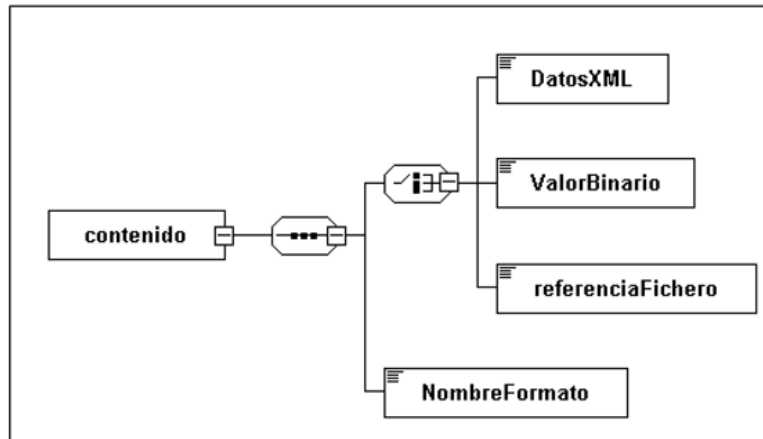 DatosXML
ValorBinario
contenido
referenciaFichero
NombreFormato